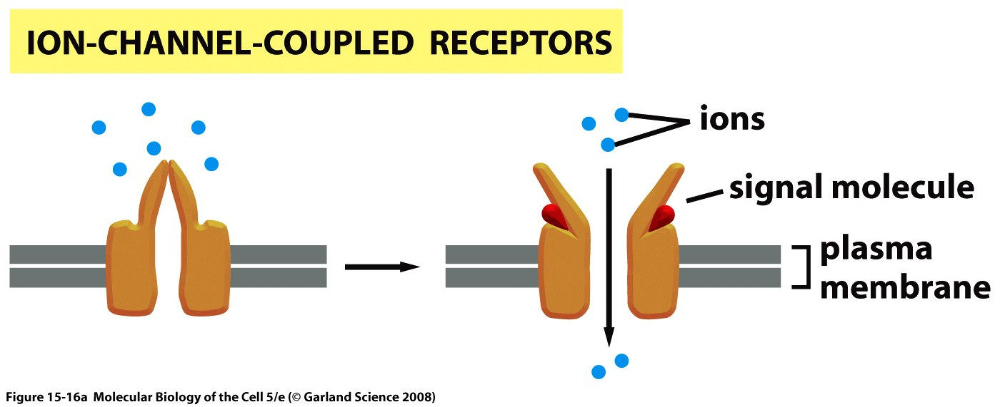 ION-CHANNEL-COUPLED RECEPTORS
ions
signal molecule
plasma
membrane
Figure 15-16a Molecular Biology of the Cell 5/e (© Garland Science 2008)